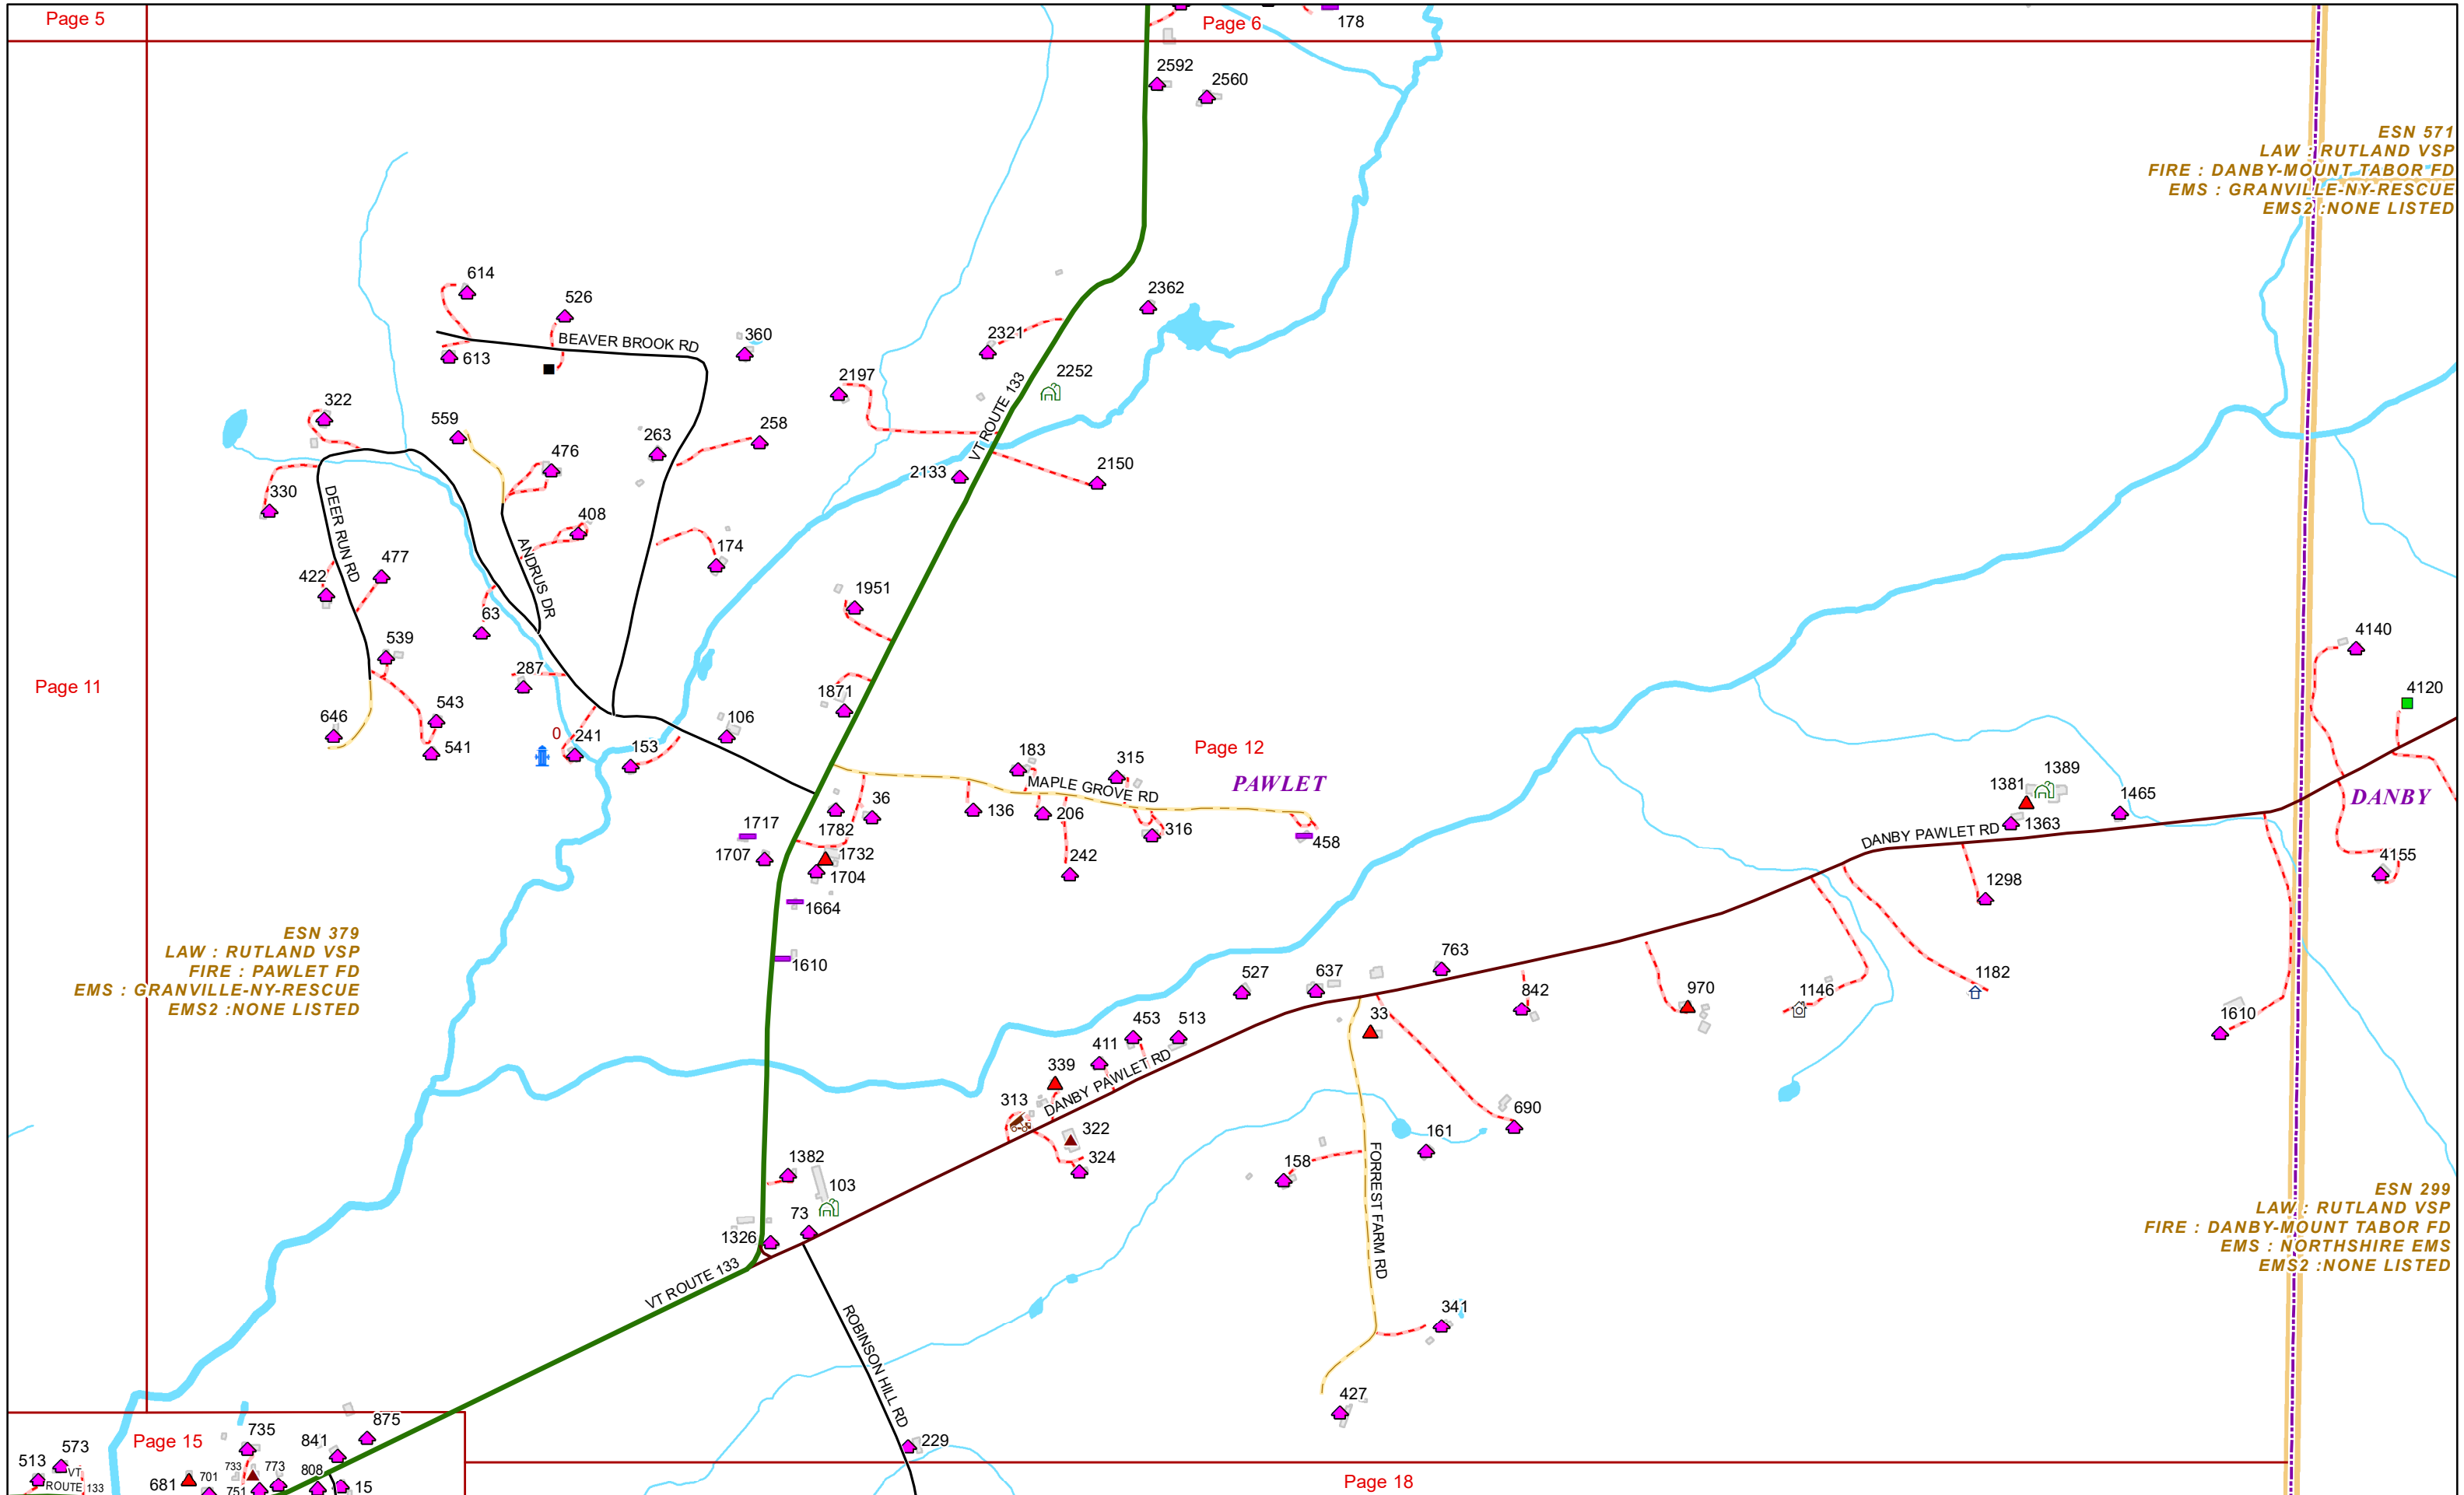 Page 5
Page 6
178
2592
2560
ESN 571
LAW : RUTLAND VSP
FIRE : DANBY-MOUNT TABOR FD
EMS : GRANVILLE-NY-RESCUE
EMS2 :NONE LISTED
614
526
2362
BEAVER BROOK RD
360
2321
613
2197
VT ROUTE 133
2252
322
559
263
258
476
2133
2150
330
DEER RUN RD
408
ANDRUS DR
174
477
422
1951
63
539
4140
287
Page 11
1871
4120
646
543
106
0
241
153
541
Page 12
183
315
PAWLET
MAPLE GROVE RD
1381
1389
1465
DANBY
36
136
206
1717
1782
316
458
1363
DANBY PAWLET RD
1707
1732
242
4155
1704
1298
1664
ESN 379
LAW : RUTLAND VSP
FIRE : PAWLET FD
EMS : GRANVILLE-NY-RESCUE
EMS2 :NONE LISTED
1610
763
527
637
1182
842
970
1146
33
1610
453
513
411
339
DANBY PAWLET RD
313
690
322
161
324
158
FORREST FARM RD
1382
103
ESN 299
LAW : RUTLAND VSP
FIRE : DANBY-MOUNT TABOR FD
EMS : NORTHSHIRE EMS
EMS2 :NONE LISTED
73
1326
VT ROUTE 133
341
ROBINSON HILL RD
427
875
735
841
Page 15
229
573
513
VT
ROUTE 133
681
701
733
773
808
751
15
Page 18